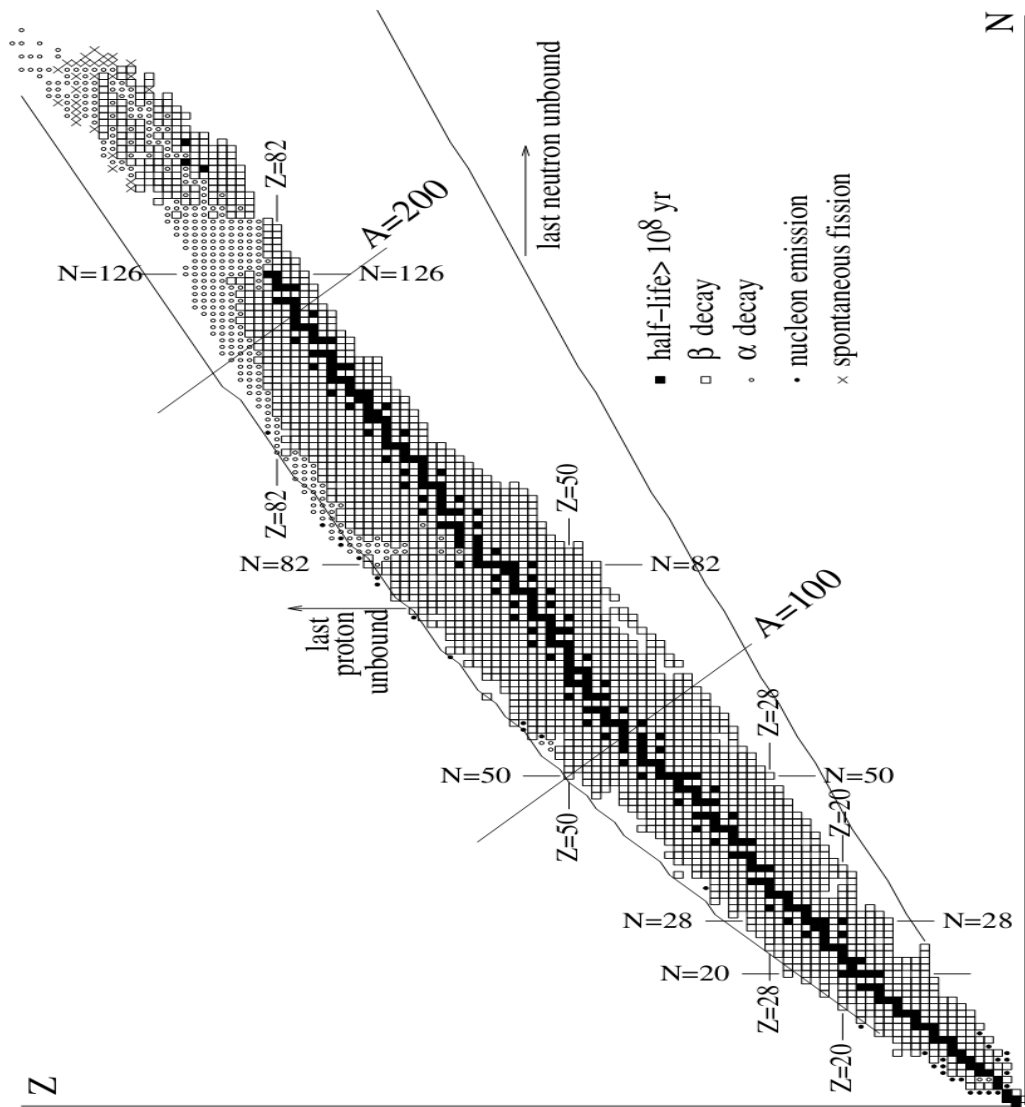 Z
N
N=126
Z=82
A=200
N=126
last neutron unbound
half-life> 10⁸ yr
β decay
α decay
nucleon emission
spontaneous fission
Z=82
N=82
Z=50
N=82
last
proton
unbound
A=100
N=50
Z=28
N=50
Z=50
Z=20
N=28
N=28
N=20
Z=28
Z=20